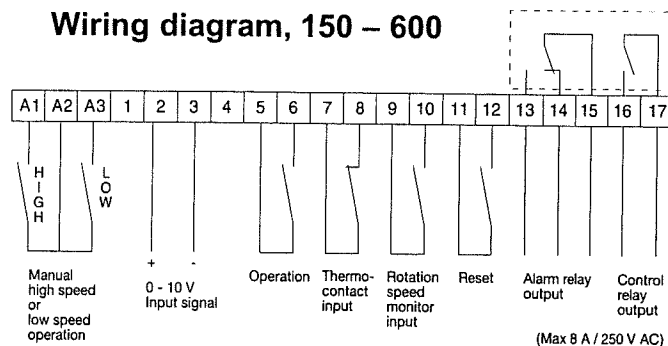 Wiring diagram, 150 – 600
A1 A2 A3 1 2 3 4 5 6 7 8 9 10 11 12 13 14 15 16 17
HIGH
LOW
+ -
0 - 10 V
Input signal
Manual
high speed
or
low speed
operation
Operation
Thermo-
contact
input
Rotation
speed
monitor
input
Reset
Alarm relay
output
Control
relay
output
(Max 8 A / 250 V AC)